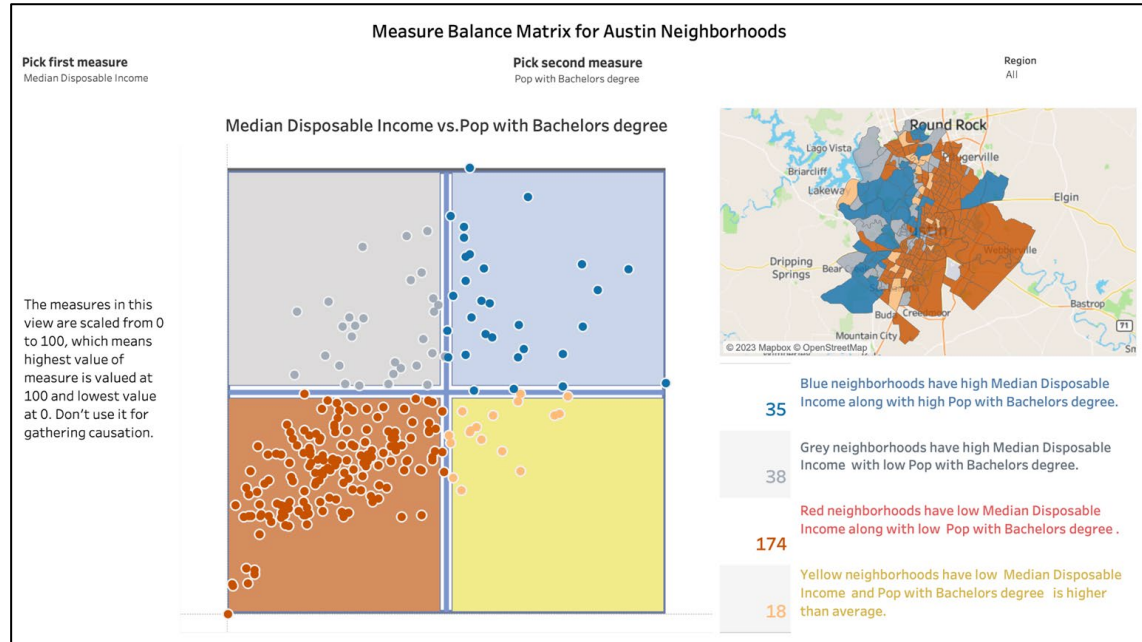 Measure Balance Matrix for Austin Neighborhoods
Pick first measure
Median Disposable Income
Pick second measure
Pop with Bachelors degree
Region
All
Median Disposable Income vs.Pop with Bachelors degree
The measures in this
view are scaled from 0
to 100, which means
highest value of
measure is valued at
100 and lowest value
at 0. Don't use it for
gathering causation.
Round Rock
Lago Vista
Briarcliff
Lakeway
Elgin
Webberville
Dripping
Springs
Bastrop
Buda
Creedmoor
Mountain City
71
© 2023 Mapbox © OpenStreetMap
35
Blue neighborhoods have high Median Disposable
Income along with high Pop with Bachelors degree.
38
Grey neighborhoods have high Median Disposable
Income with low Pop with Bachelors degree.
174
Red neighborhoods have low Median Disposable
Income along with low Pop with Bachelors degree .
18
Yellow neighborhoods have low Median Disposable
Income and Pop with Bachelors degree is higher
than average.